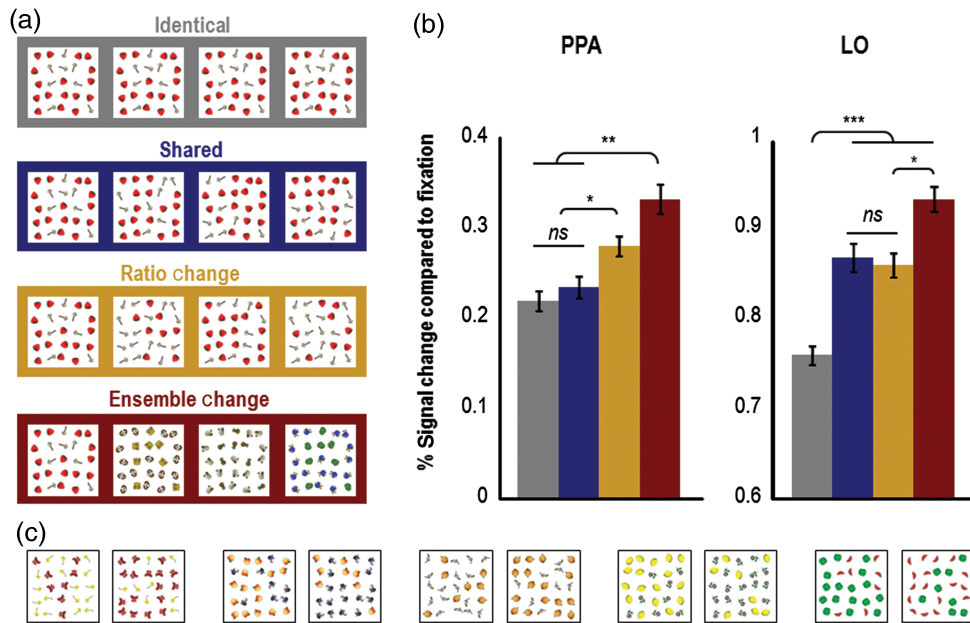 (a)
Identical
Shared
Ratio change
Ensemble change
(b)
PPA
LO
% Signal change compared to fixation
0.4
0.3
0.2
0.1
0
**
*
ns
1
0.9
0.8
0.7
0.6
***
*
ns
(c)